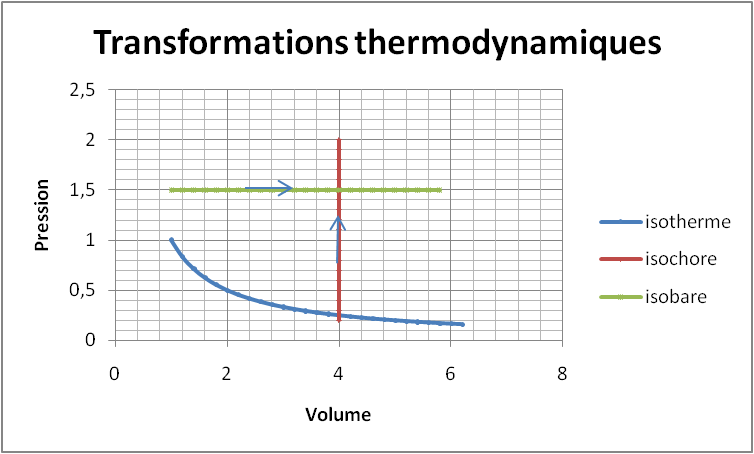 Transformations thermodynamiques
2,5
2
1,5
1
0,5
0
0 2 4 6 8
Pression
Volume
isotherme
isochore
isobare